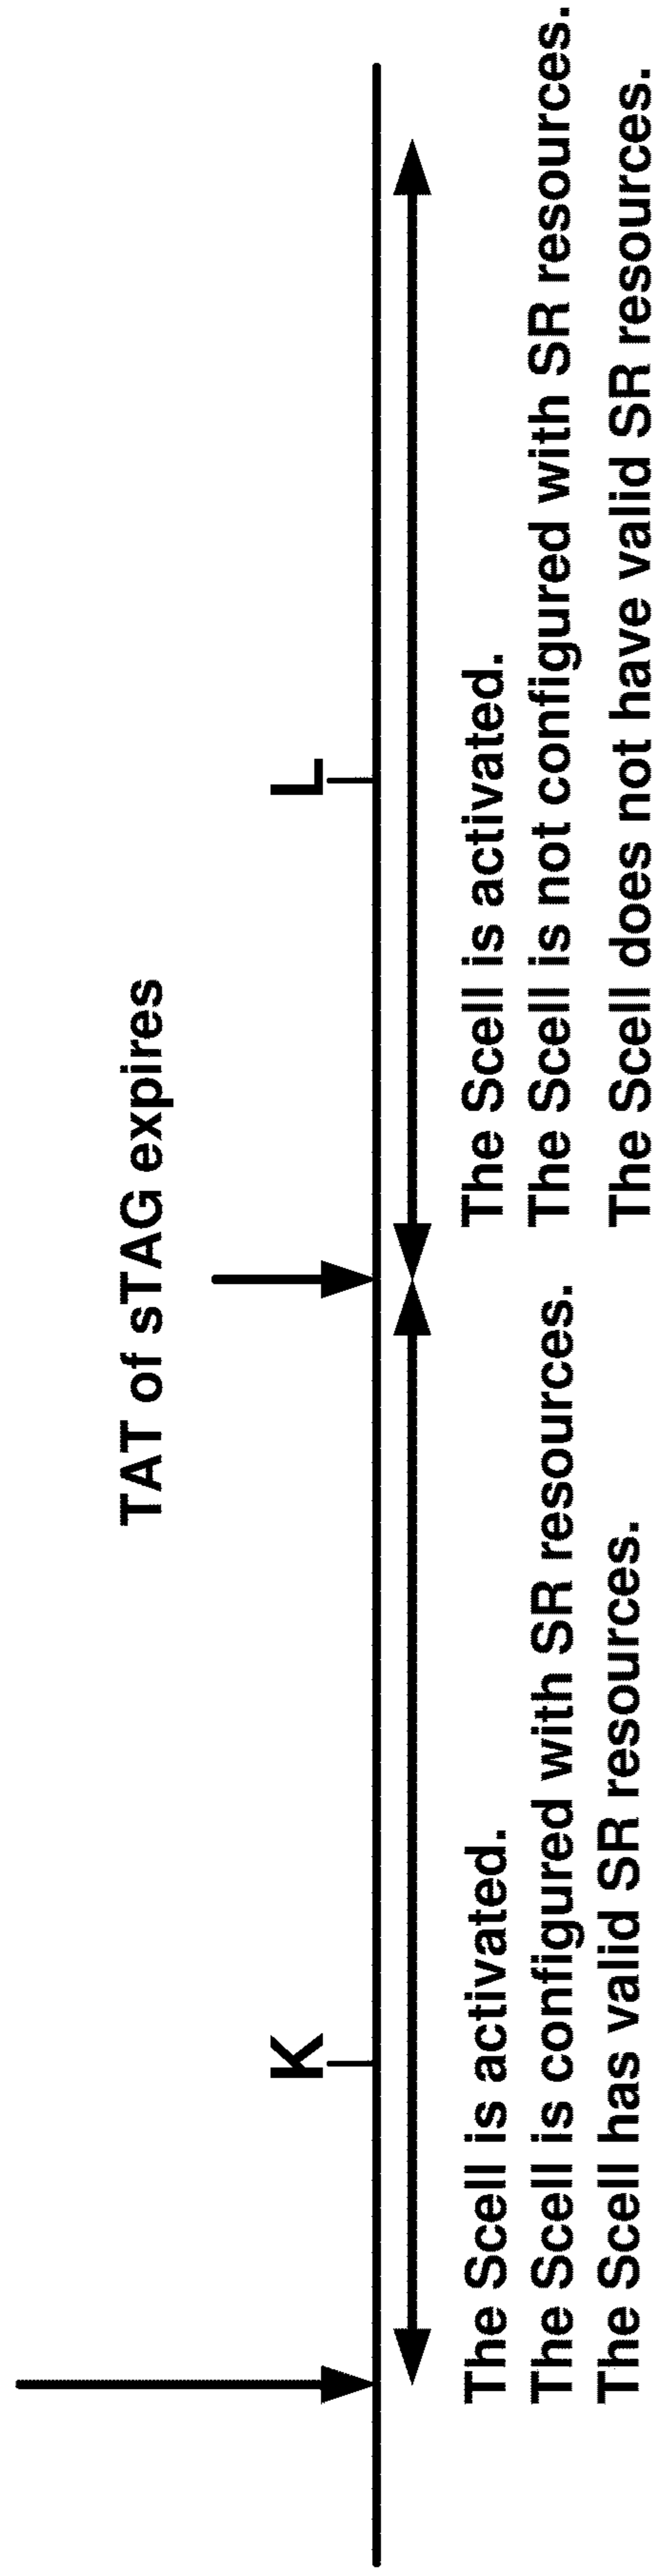 TAT of sTAG expires
K
L
The Scell is activated.
The Scell is configured with SR resources.
The Scell has valid SR resources.
The Scell is activated.
The Scell is not configured with SR resources.
The Scell does not have valid SR resources.